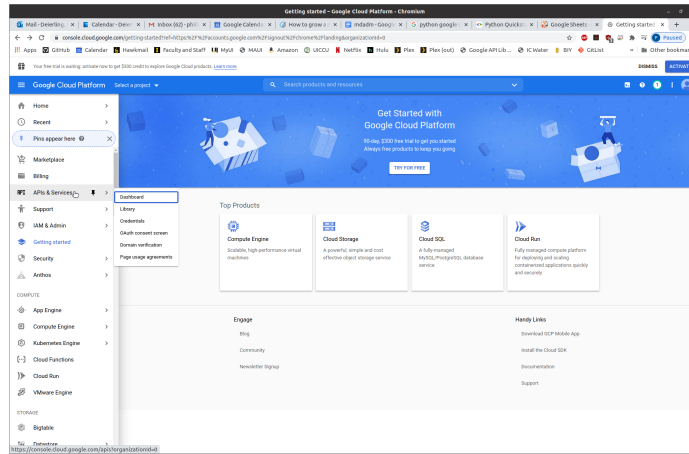 Getting started – Google Cloud Platform - Chromium
Mail - Deierling, Calendar - Deier M Inbox (62) - phili Google Calenda How to grow a mdadm - Googl G python google Python Quicks Google Sheets Getting started
console.cloud.google.com/getting-started?ref=https:%2F%2Faccounts.google.com%2Fsignout%2Fchrome%2Flanding&organizationId=0 Paused
Apps GitHub Calendar Hawkmail Faculty and Staff MyUI MAUI Amazon UICCU Netflix Hulu Plex Plex (out) Google API Lib... IC Water BIY GitList » Other bookmar
Your free trial is waiting: activate now to get $300 credit to explore Google Cloud products. Learn more DISMISS ACTIVAT
Google Cloud Platform Select a project Search products and resources
Home
Recent
Pins appear here
Marketplace
Billing
API APIs & Services
Support
IAM & Admin
Getting started
Security
Anthos
COMPUTE
App Engine
Compute Engine
Kubernetes Engine
Cloud Functions
Cloud Run
VMware Engine
STORAGE
Bigtable
Datastore
https://console.cloud.google.com/apis?organizationId=0
Dashboard
Library
Credentials
OAuth consent screen
Domain verification
Page usage agreements
Get Started with
Google Cloud Platform
90-day, $300 free trial to get you started
Always free products to keep you going
TRY FOR FREE
Top Products
Compute Engine
Scalable, high-performance virtual
machines
Cloud Storage
A powerful, simple and cost
effective object storage service
Cloud SQL
A fully-managed
MySQL/PostgreSQL database
service
Cloud Run
Fully managed compute platform
for deploying and scaling
containerized applications quickly
and securely
Engage
Blog
Community
Newsletter Signup
Handy Links
Download GCP Mobile App
Install the Cloud SDK
Documentation
Support